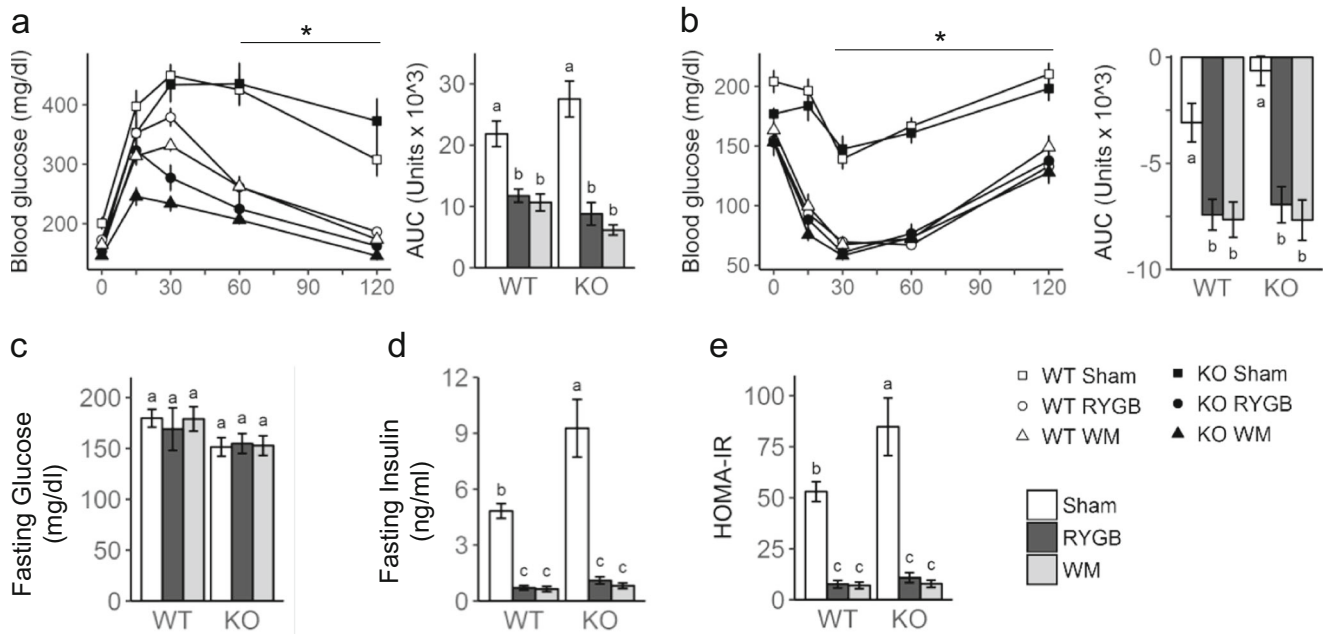 a
*
Blood glucose (mg/dl)
400
300
200
0 30 60 90 120
AUC (Units x 10^3)
30
20
10
0
a
b
b
a
b
b
WT KO
b
*
Blood glucose (mg/dl)
200
150
100
50
0 30 60 90 120
AUC (Units x 10^3)
0
-5
-10
a
b
b
a
b
b
WT KO
c
Fasting Glucose
(mg/dl)
200
150
100
50
0
a a a a a a
WT KO
d
Fasting Insulin
(ng/ml)
12
9
6
3
0
b
c
c
a
c
c
WT KO
e
HOMA-IR
100
75
50
25
0
b
c
c
a
c
c
WT KO
WT Sham
WT RYGB
WT WM
KO Sham
KO RYGB
KO WM
Sham
RYGB
WM